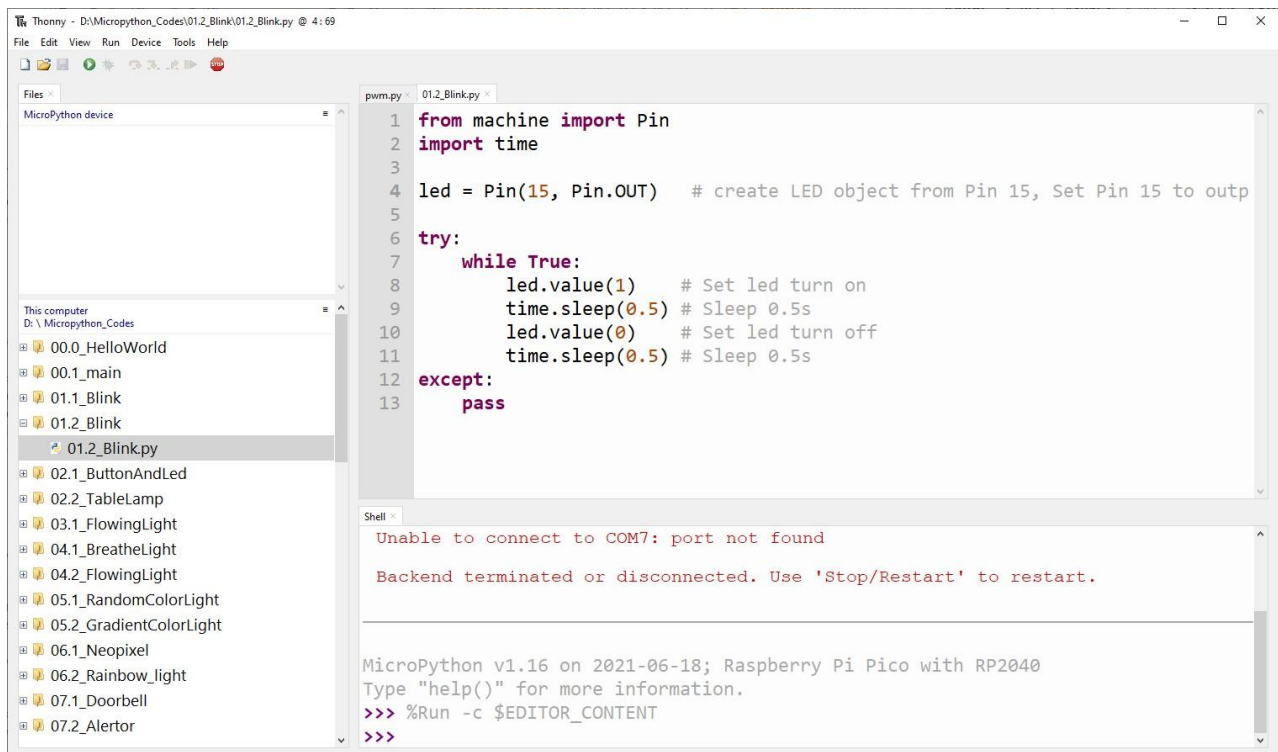 Thonny - D:\Micropython_Codes\01.2_Blink\01.2_Blink.py @ 4:69
File Edit View Run Device Tools Help
STOP
Files
MicroPython device
This computer
D: \ Micropython_Codes
00.0_HelloWorld
00.1_main
01.1_Blink
01.2_Blink
01.2_Blink.py
02.1_ButtonAndLed
02.2_TableLamp
03.1_FlowingLight
04.1_BreatheLight
04.2_FlowingLight
05.1_RandomColorLight
05.2_GradientColorLight
06.1_Neopixel
06.2_Rainbow_light
07.1_Doorbell
07.2_Alertor
pwm.py 01.2_Blink.py
1 from machine import Pin
2 import time
3
4 led = Pin(15, Pin.OUT)   # create LED object from Pin 15, Set Pin 15 to outp
5
6 try:
7     while True:
8         led.value(1)    # Set led turn on
9         time.sleep(0.5) # Sleep 0.5s
10         led.value(0)    # Set led turn off
11         time.sleep(0.5) # Sleep 0.5s
12 except:
13     pass
Shell
Unable to connect to COM7: port not found
Backend terminated or disconnected. Use 'Stop/Restart' to restart.
MicroPython v1.16 on 2021-06-18; Raspberry Pi Pico with RP2040
Type "help()" for more information.
>>> %Run -c $EDITOR_CONTENT
>>>